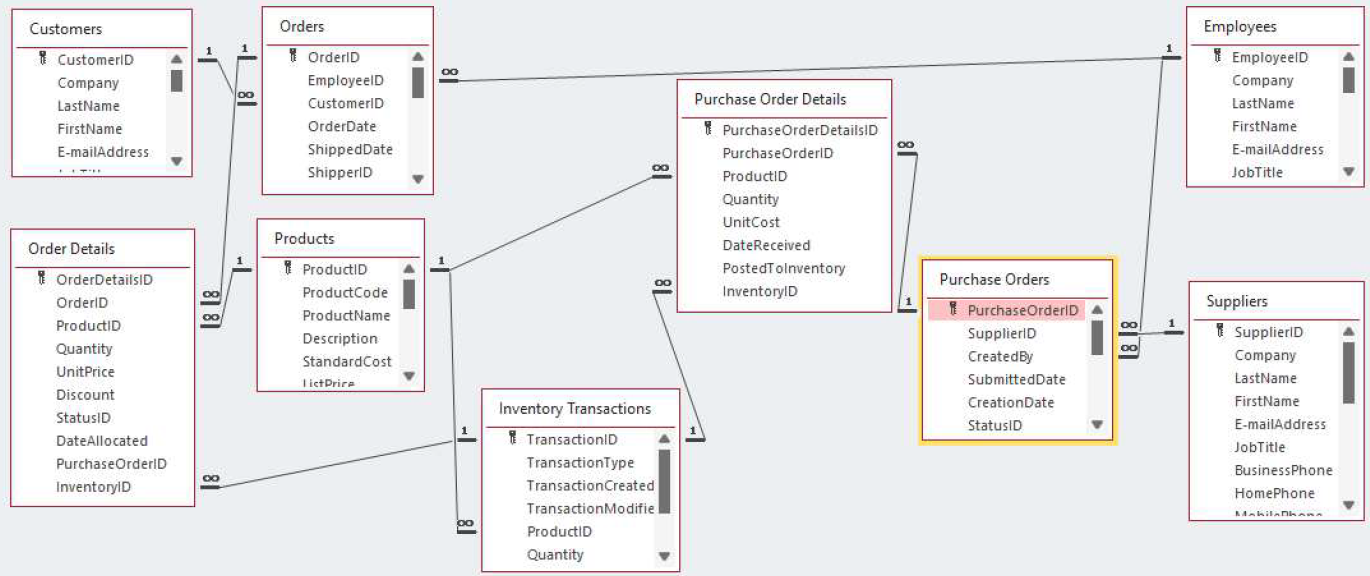 Customers
CustomerID
Company
LastName
FirstName
E-mailAddress
Orders
OrderID
EmployeeID
CustomerID
OrderDate
ShippedDate
ShipperID
Employees
EmployeeID
Company
LastName
FirstName
E-mailAddress
JobTitle
Purchase Order Details
PurchaseOrderDetailsID
PurchaseOrderID
ProductID
Quantity
UnitCost
DateReceived
PostedToInventory
InventoryID
Order Details
OrderDetailsID
OrderID
ProductID
Quantity
UnitPrice
Discount
StatusID
DateAllocated
PurchaseOrderID
InventoryID
Products
ProductID
ProductCode
ProductName
Description
StandardCost
ListPrice
Purchase Orders
PurchaseOrderID
SupplierID
CreatedBy
SubmittedDate
CreationDate
StatusID
Suppliers
SupplierID
Company
LastName
FirstName
E-mailAddress
JobTitle
BusinessPhone
HomePhone
MobilePhone
Inventory Transactions
TransactionID
TransactionType
TransactionCreated
TransactionModifie
ProductID
Quantity
1
∞
1
∞
∞
1
1
∞
1
∞
∞
1
∞
1
∞
1
∞
∞
1
∞
1